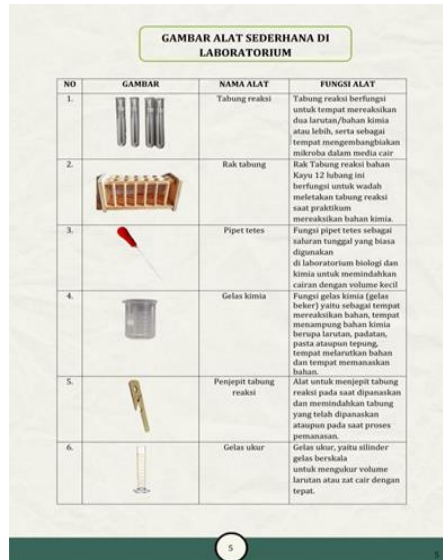 GAMBAR ALAT SEDERHANA DI
LABORATORIUM
NO GAMBAR NAMA ALAT FUNGSI ALAT
1. Tabung reaksi Tabung reaksi berfungsi
untuk tempat mereaksikan
dua larutan/bahan kimia
atau lebih, serta sebagai
tempat mengembangbiakan
mikroba dalam media cair
2. Rak tabung Rak Tabung reaksi bahan
Kayu 12 lubang ini
berfungsi untuk wadah
meletakan tabung reaksi
saat praktikum
mereaksikan bahan kimia.
3. Pipet tetes Fungsi pipet tetes sebagai
saluran tunggal yang biasa
digunakan
di laboratorium biologi dan
kimia untuk memindahkan
cairan dengan volume kecil
4. Gelas kimia Fungsi gelas kimia (gelas
beker) yaitu sebagai tempat
mereaksikan bahan, tempat
menampung bahan kimia
berupa larutan, padatan,
pasta ataupun tepung,
tempat melarutkan bahan
dan tempat memanaskan
bahan.
5. Penjepit tabung
reaksi
Alat untuk menjepit tabung
reaksi pada saat dipanaskan
dan memindahkan tabung
yang telah dipanaskan
ataupun pada saat proses
pemanasan.
6. Gelas ukur Gelas ukur, yaitu silinder
gelas berskala
untuk mengukur volume
larutan atau zat cair dengan
tepat.
5
5